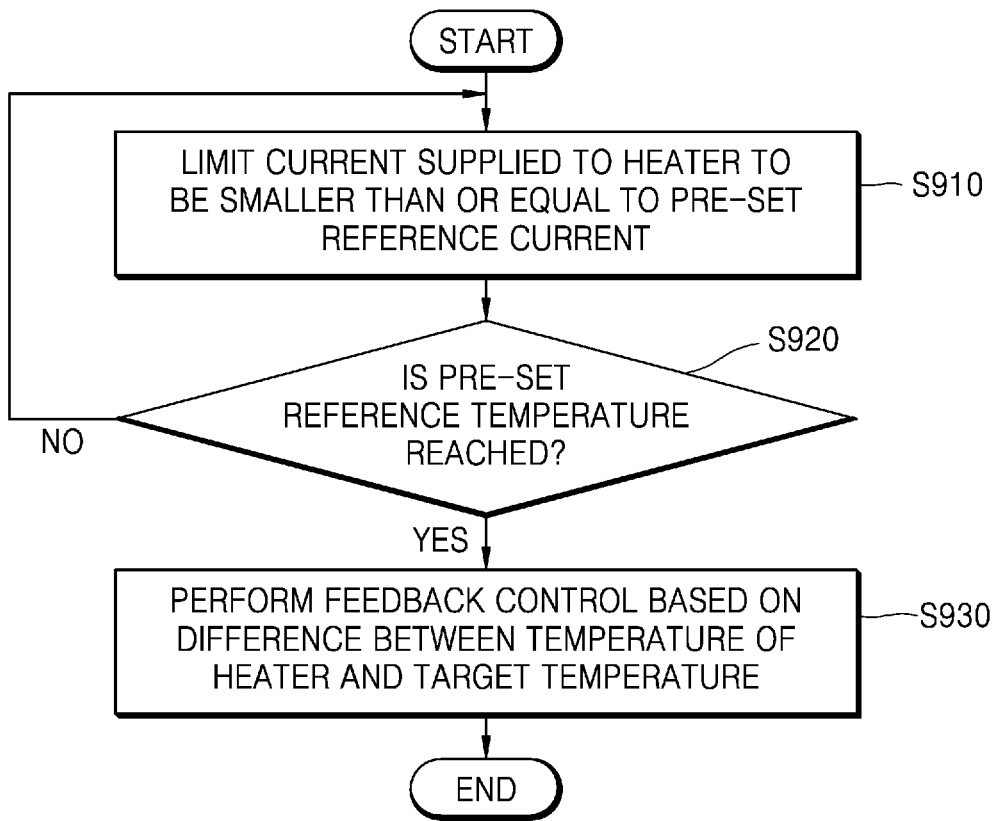 START
LIMIT CURRENT SUPPLIED TO HEATER TO
BE SMALLER THAN OR EQUAL TO PRE-SET
REFERENCE CURRENT
S910
S920
IS PRE-SET
REFERENCE TEMPERATURE
REACHED?
NO
YES
PERFORM FEEDBACK CONTROL BASED ON
DIFFERENCE BETWEEN TEMPERATURE OF
HEATER AND TARGET TEMPERATURE
S930
END